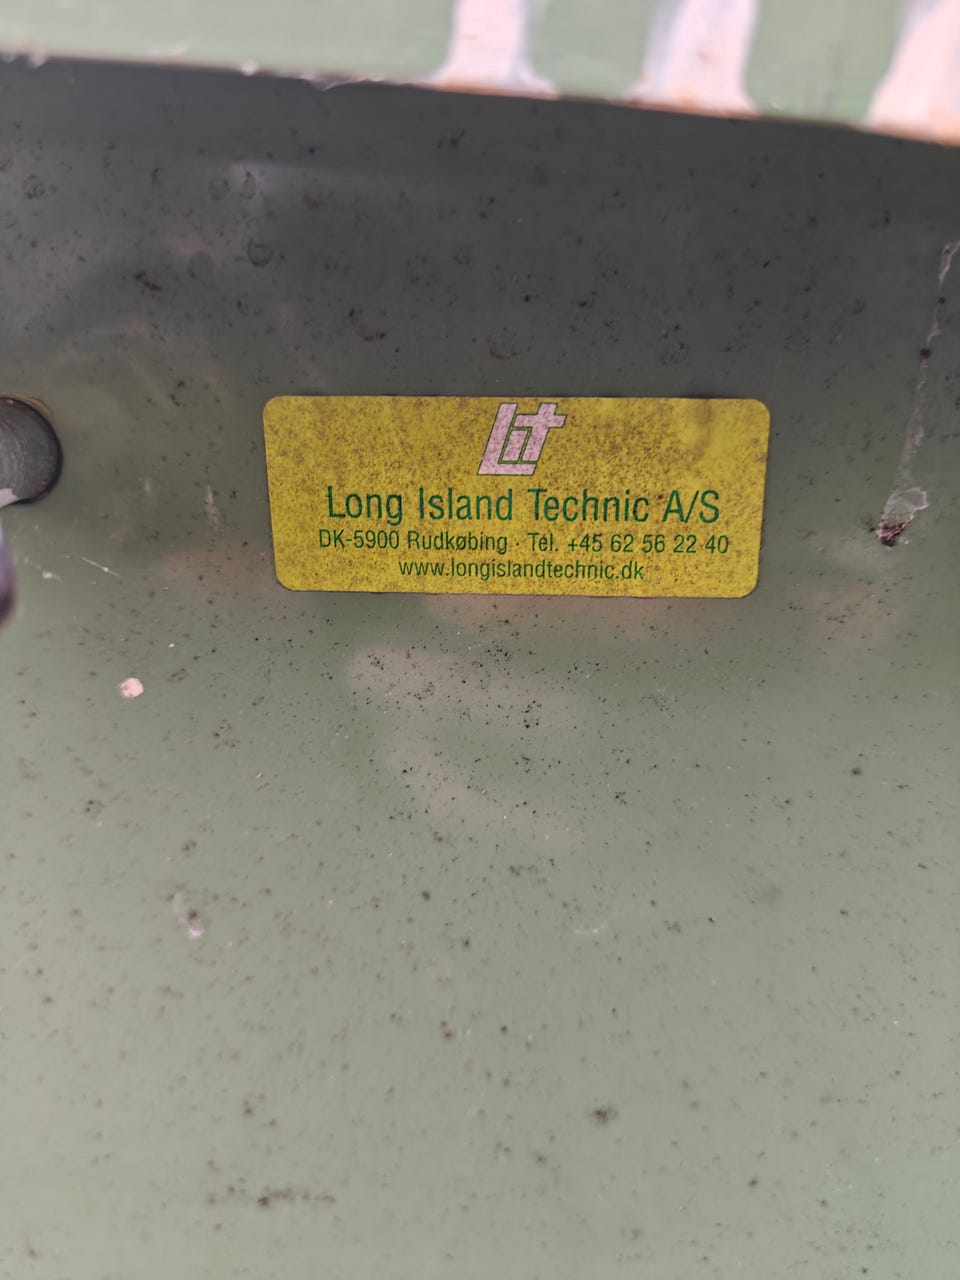 Lit
Long Island Technic A/S
DK-5900 Rudkøbing · Tel. +45 62 56 22 40
www.longislandtechnic.dk